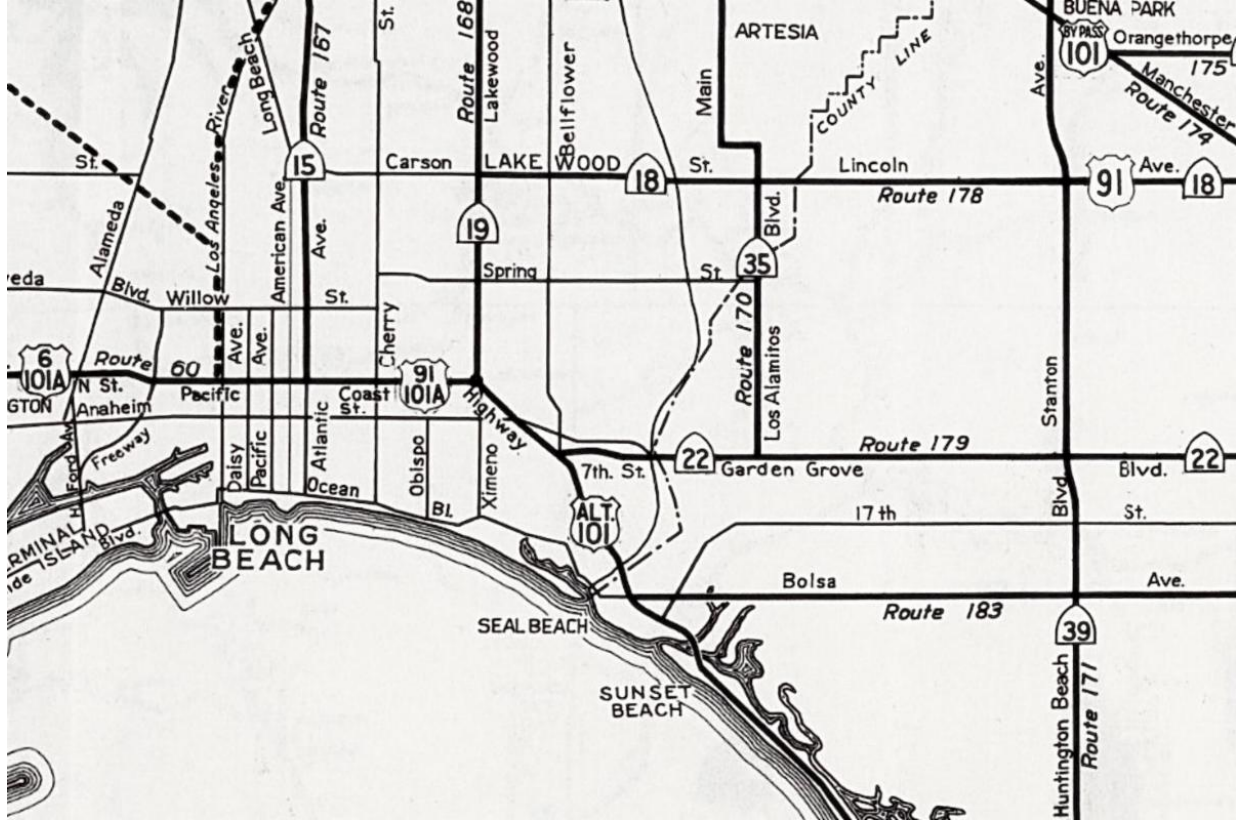 BUENA PARK
BY PASS
101
Orangethorpe
175
Manchester
Route 174
ARTESIA
COUNTY LINE
Main
Ave.
St.
Route 168
Lakewood
Bellflower
Route 167
Long Beach
Los Angeles River
St.
15
Carson
LAKE WOOD
18
St.
Lincoln
Route 178
91
Ave.
18
Alameda
American Ave.
Ave.
19
Blvd.
35
Spring
St.
Blvd.
Willow
St.
Cherry
Route 170
Los Alamitos
Stanton
6
101A
Route 60
N St.
Pacific
Coast
91
101A
Highway
Ave.
Ave.
Anaheim
St.
Freeway
Daisy
Pacific
Atlantic
Obispo
Ximeno
Ocean
Bl.
7th. St.
22
Garden Grove
Route 179
Blvd.
22
ALT.
101
17th
St.
Blvd.
LONG
BEACH
ISLAND
Blvd.
Bolsa
Ave.
Route 183
SEAL BEACH
39
SUNSET
BEACH
Huntington Beach
Route 171